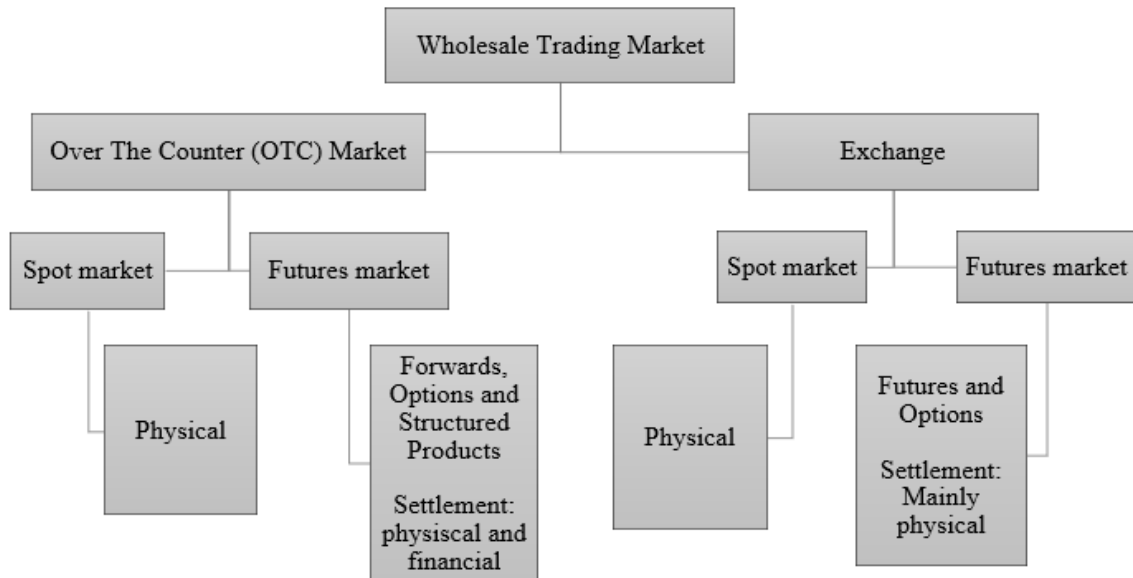 Wholesale Trading Market
Over The Counter (OTC) Market
Exchange
Spot market
Futures market
Spot market
Futures market
Physical
Forwards,
Options and
Structured
Products
Settlement:
physiscal and
financial
Physical
Futures and
Options
Settlement:
Mainly
physical